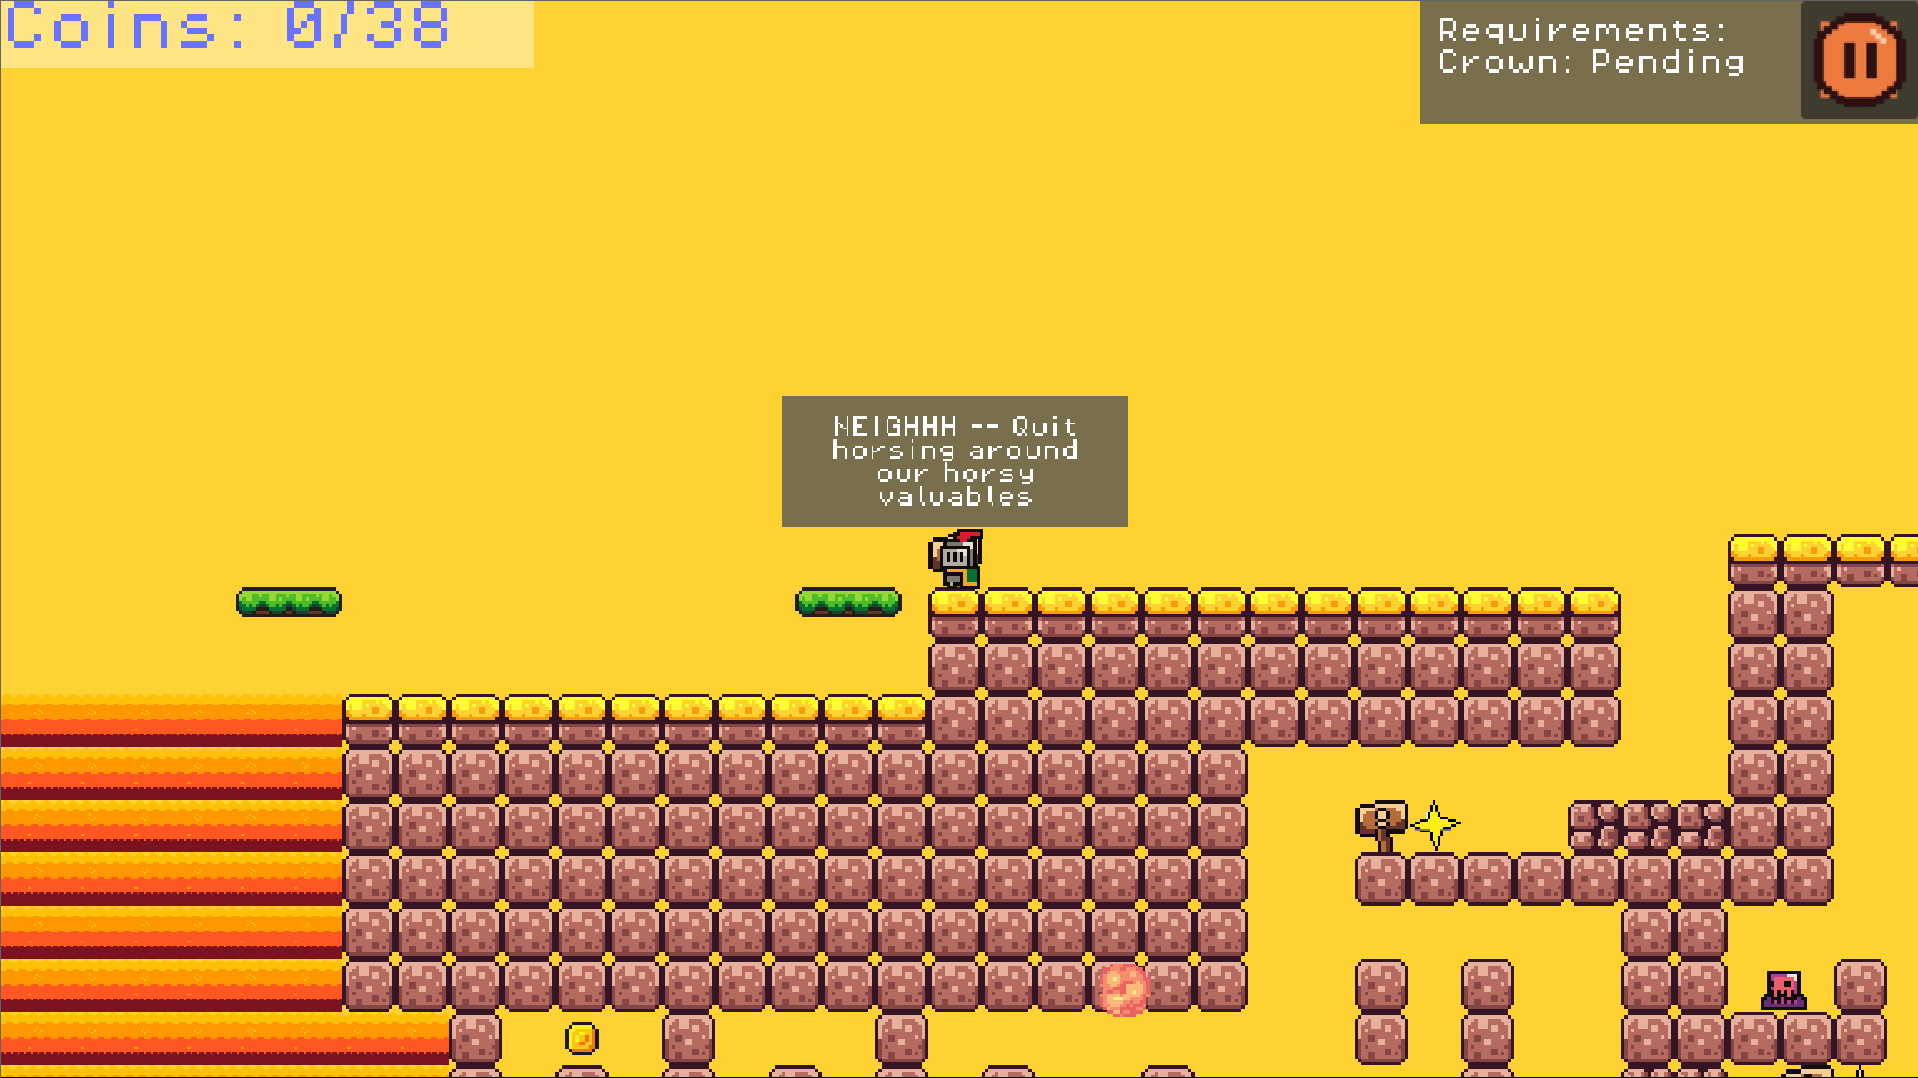 Coins: 0/38
Requirements:
Crown: Pending
NEIGHHH -- Quit
horsing around
our horsy
valuables